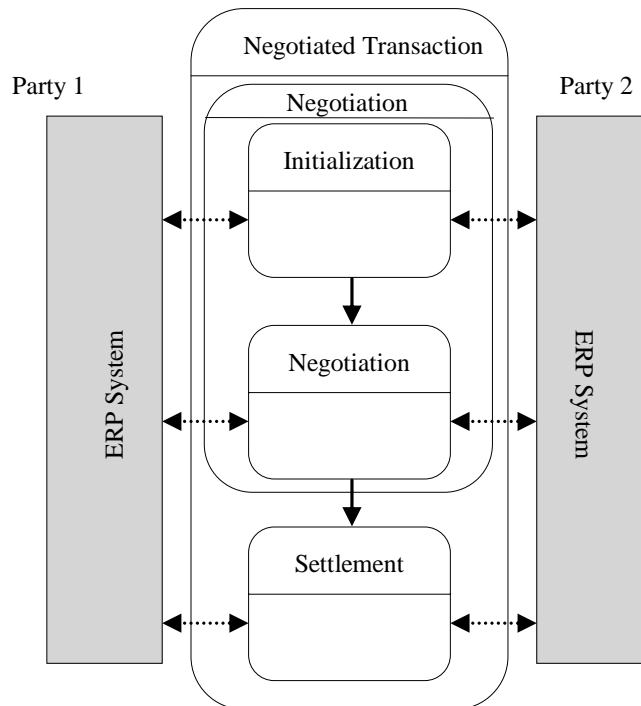 Negotiated Transaction
Party 1
Party 2
Negotiation
Initialization
Negotiation
Settlement
ERP System
ERP System